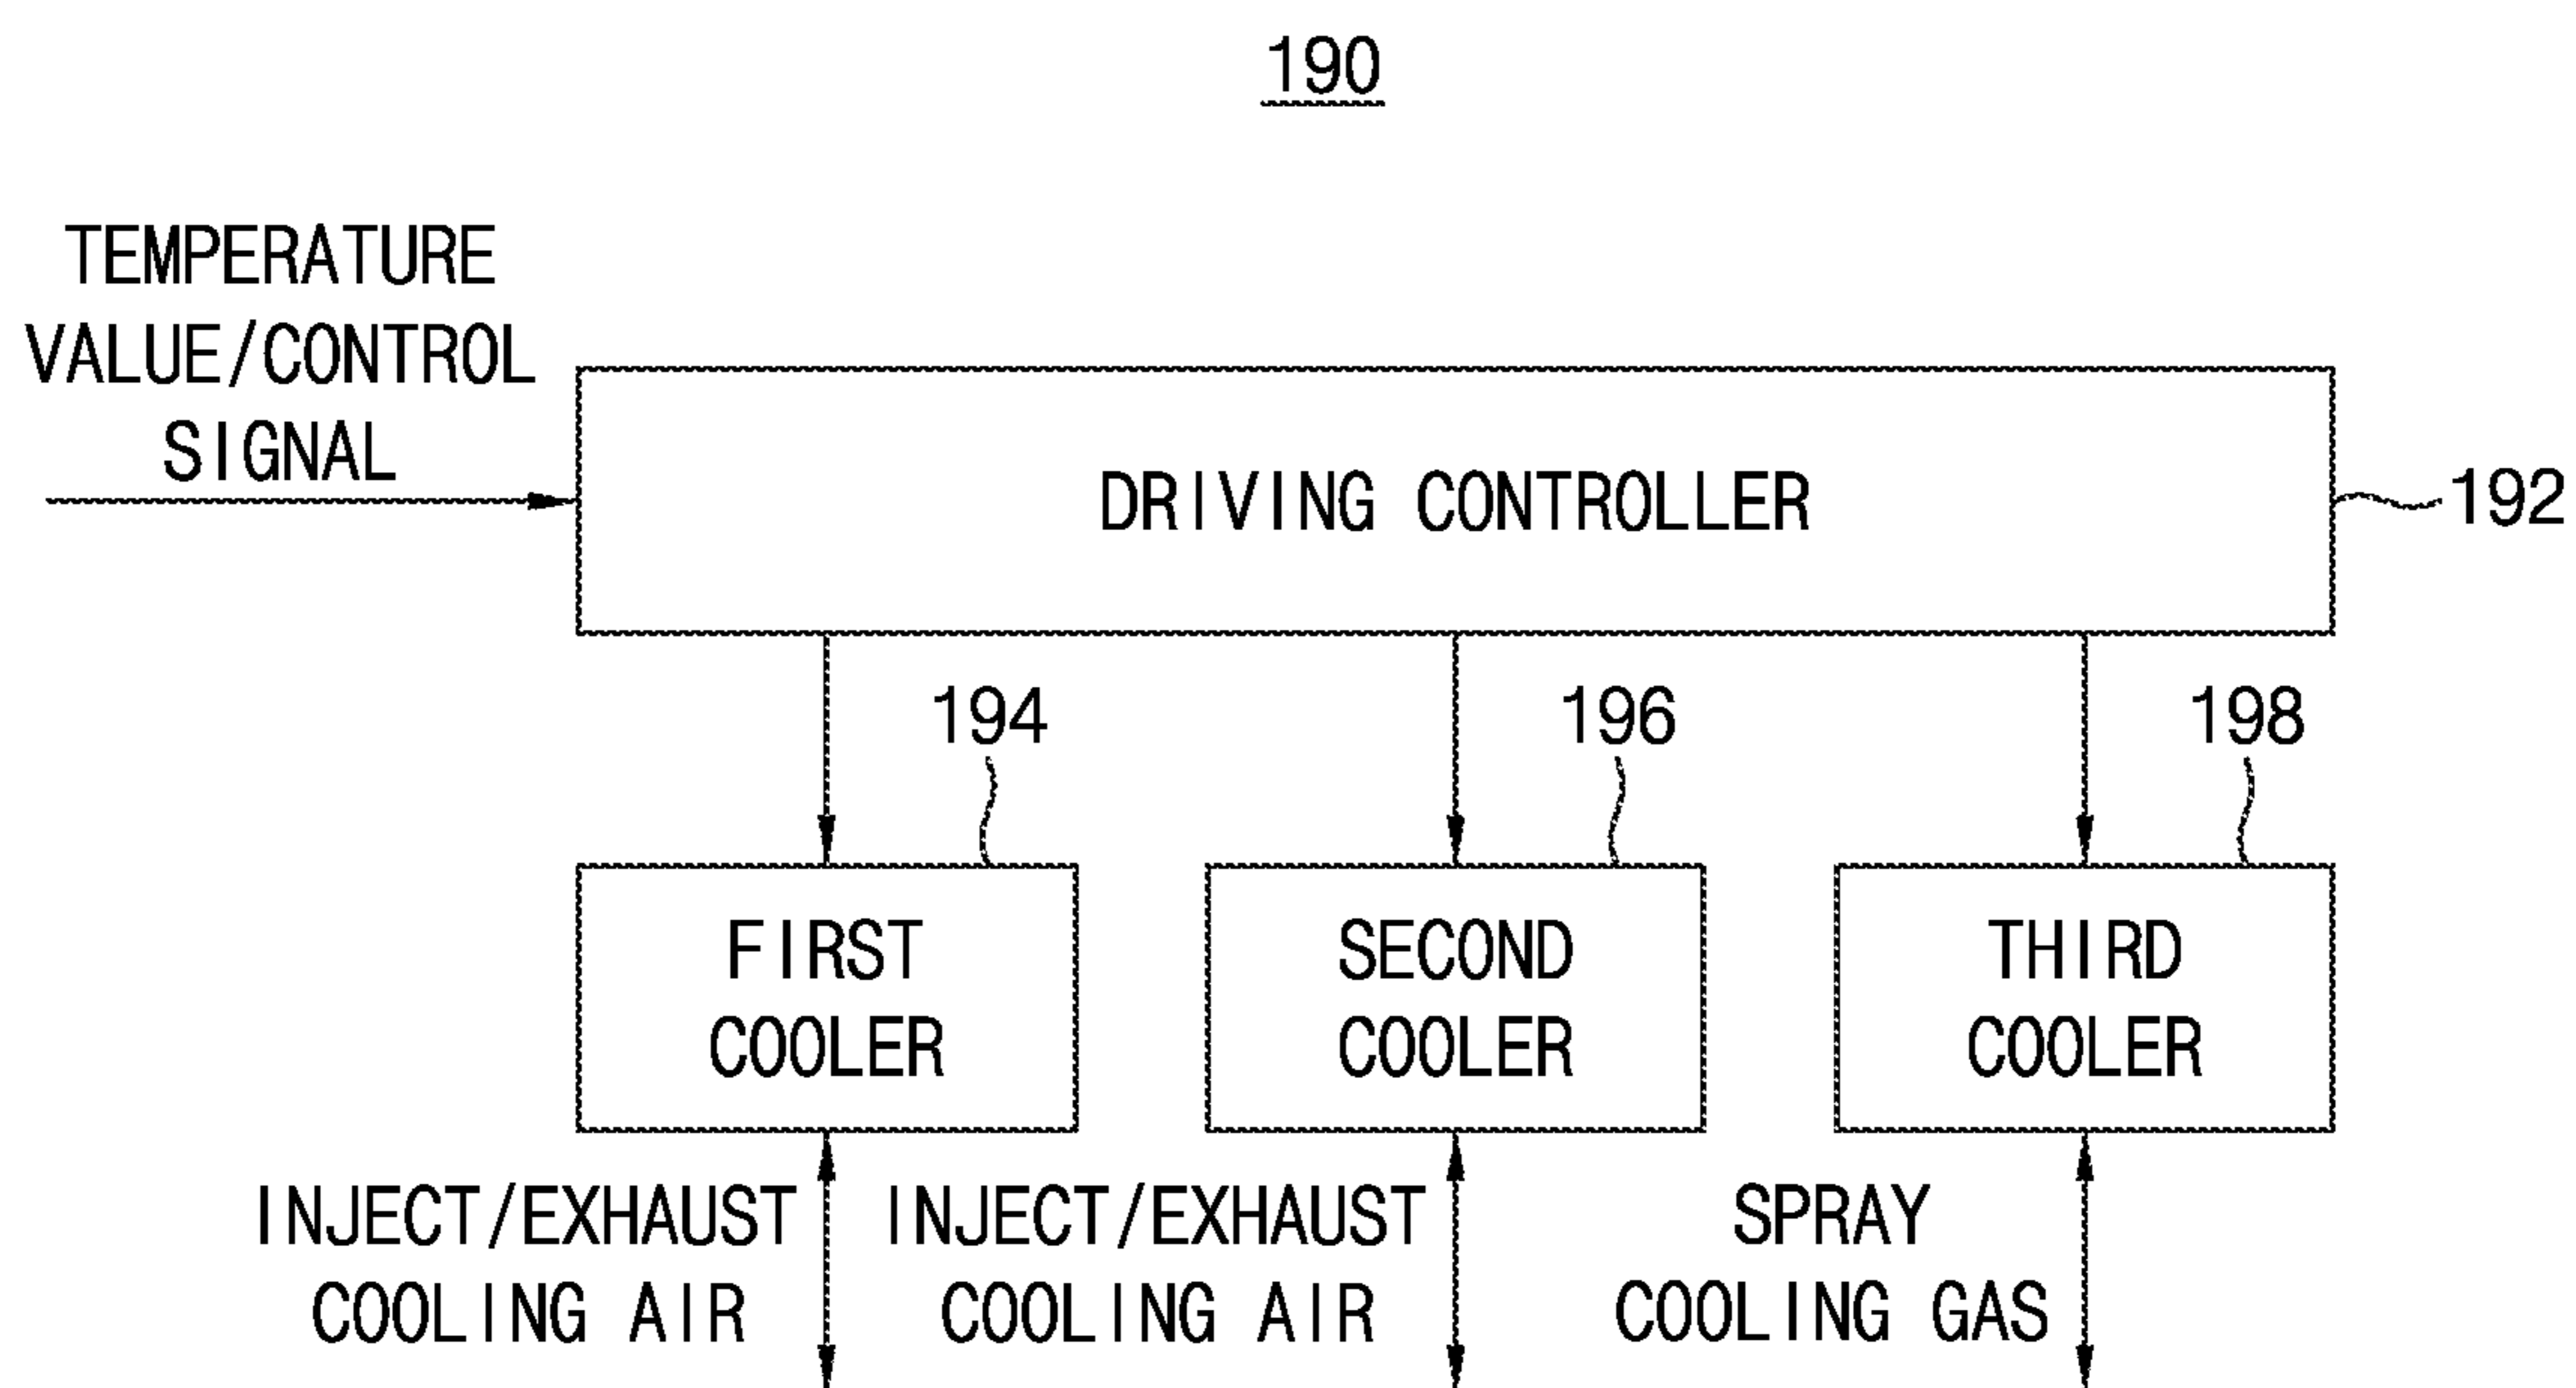 190
TEMPERATURE
VALUE/CONTROL
SIGNAL
DRIVING CONTROLLER
192
194
196
198
FIRST
COOLER
SECOND
COOLER
THIRD
COOLER
INJECT/EXHAUST
COOLING AIR
INJECT/EXHAUST
COOLING AIR
SPRAY
COOLING GAS